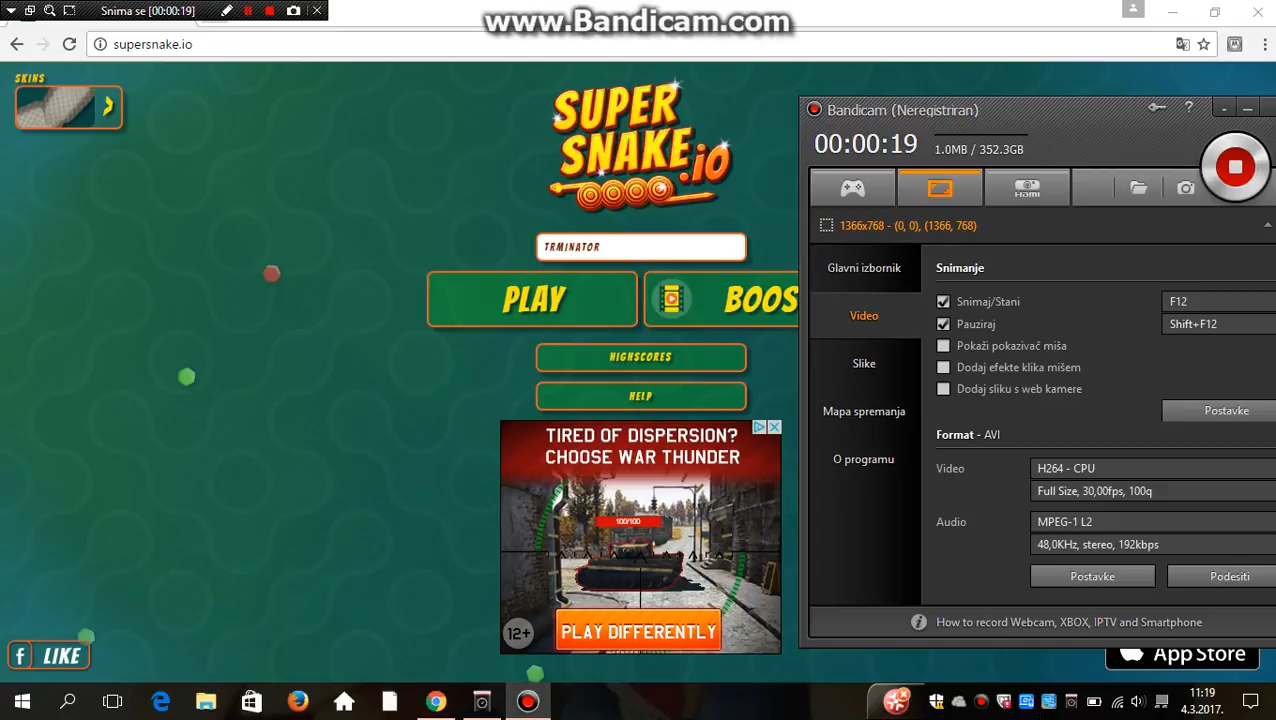 Snima se [00:00:19]
www.Bandicam.com
supersnake.io
SKINS
SUPER
SNAKE
.io
TRMINATOR
PLAY
BOOS
HIGHSCORES
HELP
TIRED OF DISPERSION?
CHOOSE WAR THUNDER
100/100
12+
PLAY DIFFERENTLY
f LIKE
Bandicam (Neregistriran)
00:00:19
1.0MB / 352.3GB
HDMI
1366x768 - (0, 0), (1366, 768)
Glavni izbornik
Video
Slike
Mapa spremanja
O programu
Snimanje
Snimaj/Stani
F12
Pauziraj
Shift+F12
Pokaži pokazivač miša
Dodaj efekte klika mišem
Dodaj sliku s web kamere
Postavke
Format - AVI
Video
H264 - CPU
Full Size, 30,00fps, 100q
Audio
MPEG-1 L2
48,0KHz, stereo, 192kbps
Postavke
Podesiti
How to record Webcam, XBOX, IPTV and Smartphone
App Store
11:19
4.3.2017.